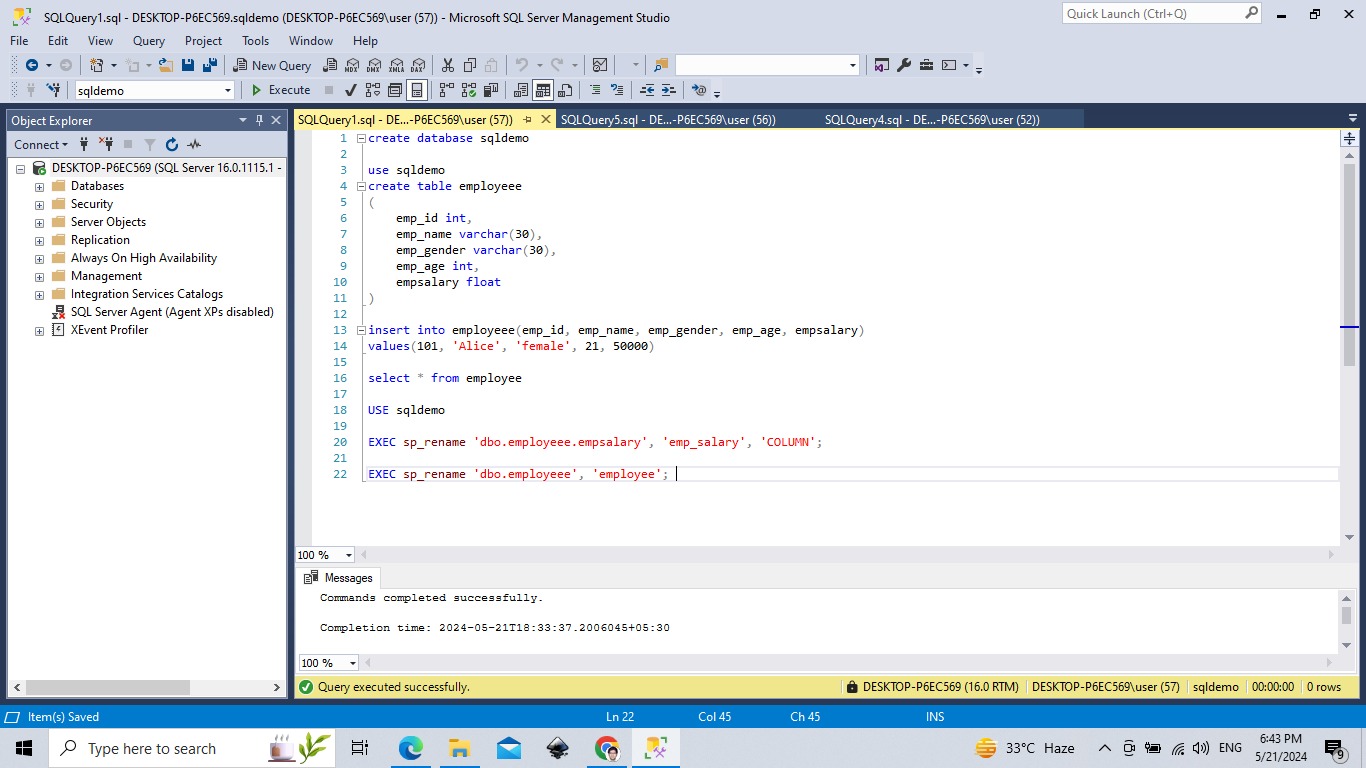 SQLQuery1.sql - DESKTOP-P6EC569.sqldemo (DESKTOP-P6EC569\user (57)) - Microsoft SQL Server Management Studio
Quick Launch (Ctrl+Q)
File Edit View Query Project Tools Window Help
New Query MDX DMX XMLA DAX
sqldemo Execute
Object Explorer
Connect
DESKTOP-P6EC569 (SQL Server 16.0.1115.1 -
Databases
Security
Server Objects
Replication
Always On High Availability
Management
Integration Services Catalogs
SQL Server Agent (Agent XPs disabled)
XEvent Profiler
SQLQuery1.sql - DE...-P6EC569\user (57)) SQLQuery5.sql - DE...-P6EC569\user (56)) SQLQuery4.sql - DE...-P6EC569\user (52))
1 create database sqldemo
2
3 use sqldemo
4 create table employeee
5 (
6 emp_id int,
7 emp_name varchar(30),
8 emp_gender varchar(30),
9 emp_age int,
10 empsalary float
11 )
12
13 insert into employeee(emp_id, emp_name, emp_gender, emp_age, empsalary)
14 values(101, 'Alice', 'female', 21, 50000)
15
16 select * from employee
17
18 USE sqldemo
19
20 EXEC sp_rename 'dbo.employeee.empsalary', 'emp_salary', 'COLUMN';
21
22 EXEC sp_rename 'dbo.employeee', 'employee';
100 %
Messages
Commands completed successfully.
Completion time: 2024-05-21T18:33:37.2006045+05:30
100 %
Query executed successfully. DESKTOP-P6EC569 (16.0 RTM) DESKTOP-P6EC569\user (57) sqldemo 00:00:00 0 rows
Item(s) Saved Ln 22 Col 45 Ch 45 INS
Type here to search 33°C Haze ENG 6:43 PM
5/21/2024 9